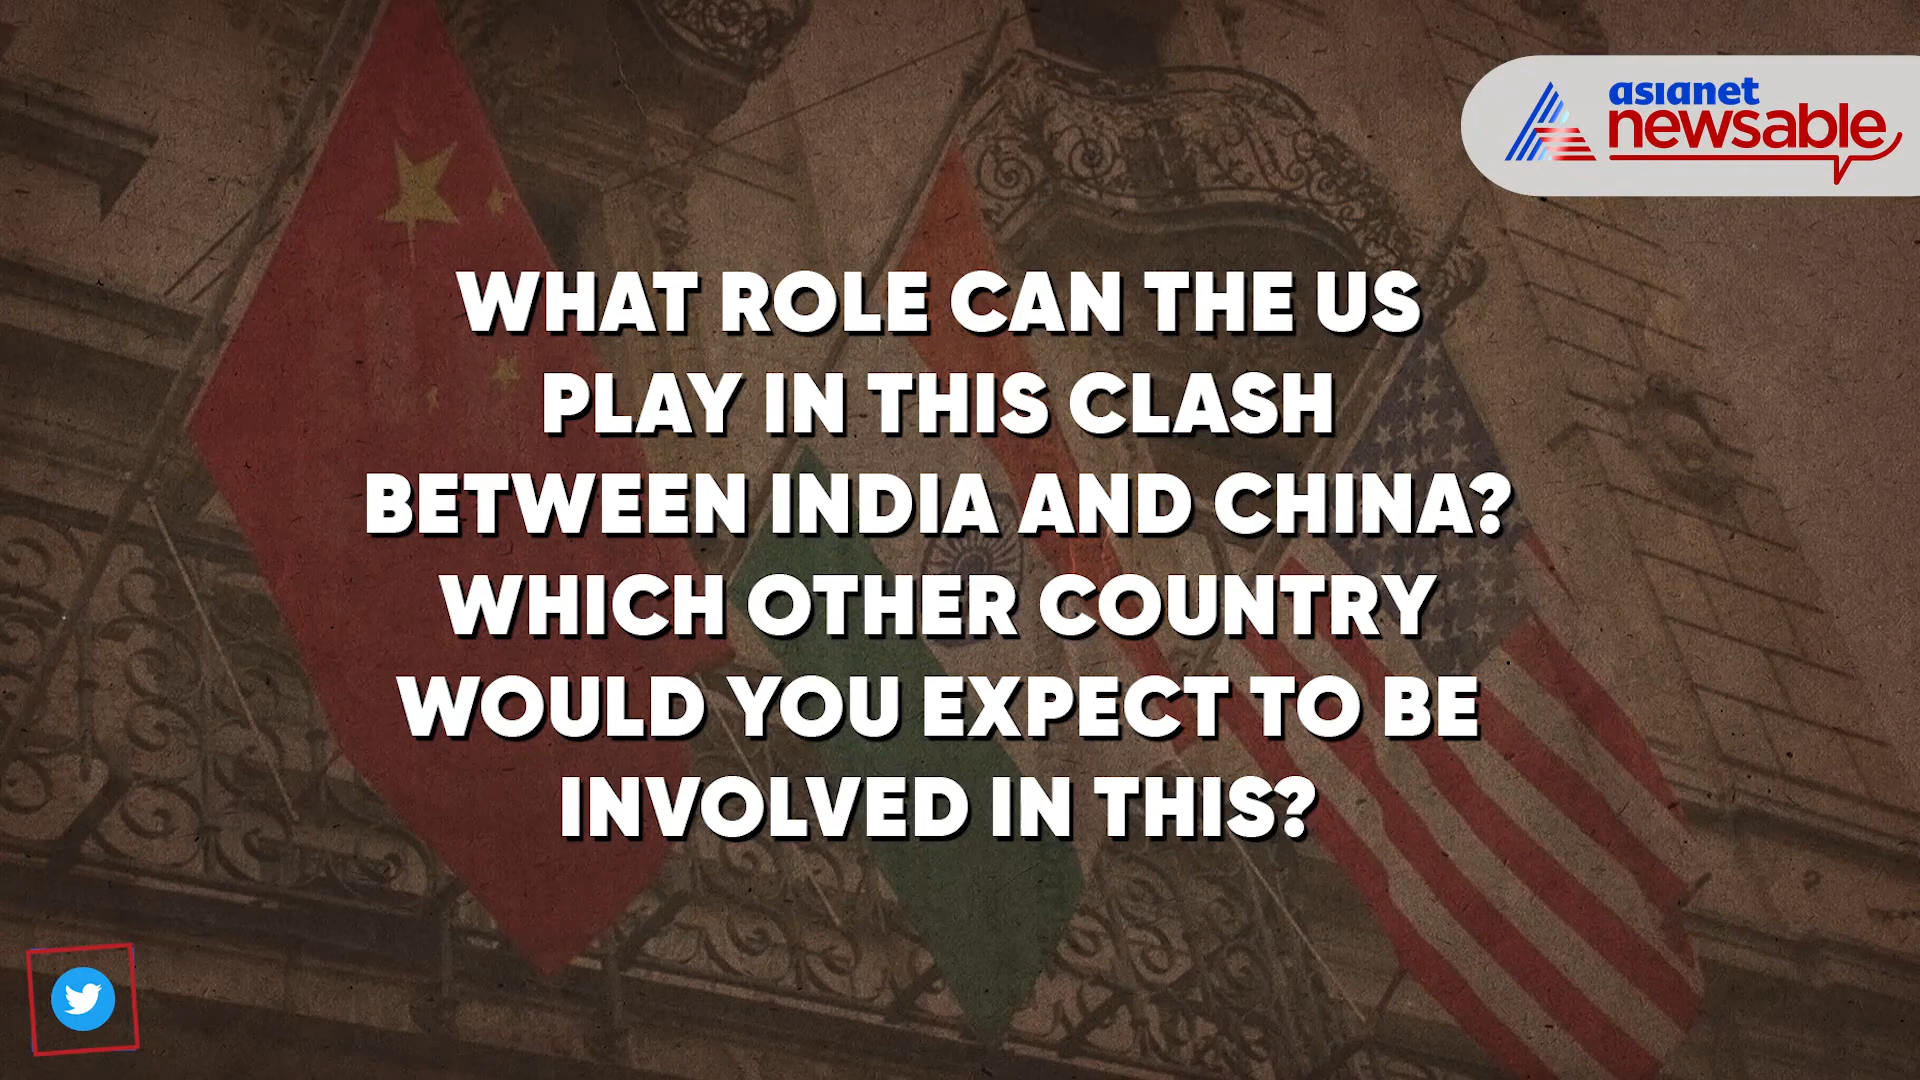 asianet
newsable
WHAT ROLE CAN THE US
PLAY IN THIS CLASH
BETWEEN INDIA AND CHINA?
WHICH OTHER COUNTRY
WOULD YOU EXPECT TO BE
INVOLVED IN THIS?